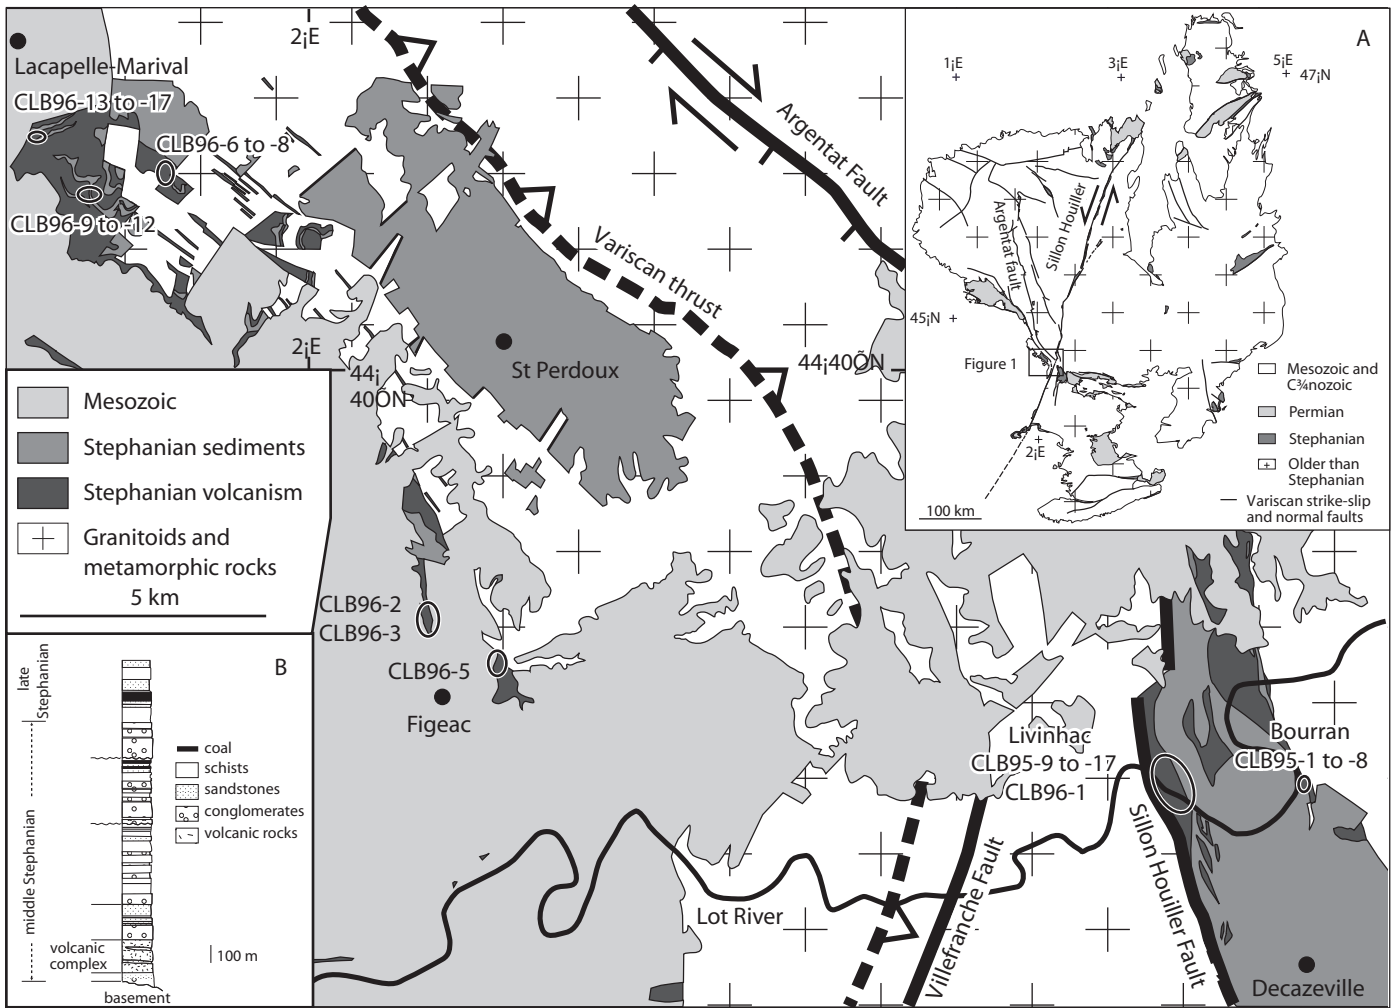 2¡E
Lacapelle-Marival
CLB96-13 to -17
CLB96-6 to -8
CLB96-9 to -12
Argentat Fault
Variscan thrust
2¡E
44¡
40ÕN
44¡40ÕN
St Perdoux
A
1¡E
3¡E
5¡E
47¡N
Argentat fault
Sillon Houiller
45¡N
Figure 1
2¡E
100 km
Mesozoic and
C¾nozoic
Permian
Stephanian
Older than
Stephanian
Variscan strike-slip
and normal faults
Mesozoic
Stephanian sediments
Stephanian volcanism
Granitoids and
metamorphic rocks
5 km
CLB96-2
CLB96-3
CLB96-5
Figeac
B
late
Stephanian
middle Stephanian
volcanic
complex
basement
coal
schists
sandstones
conglomerates
volcanic rocks
100 m
Livinhac
CLB95-9 to -17
CLB96-1
Bourran
CLB95-1 to -8
Lot River
Villefranche Fault
Sillon Houiller Fault
Decazeville